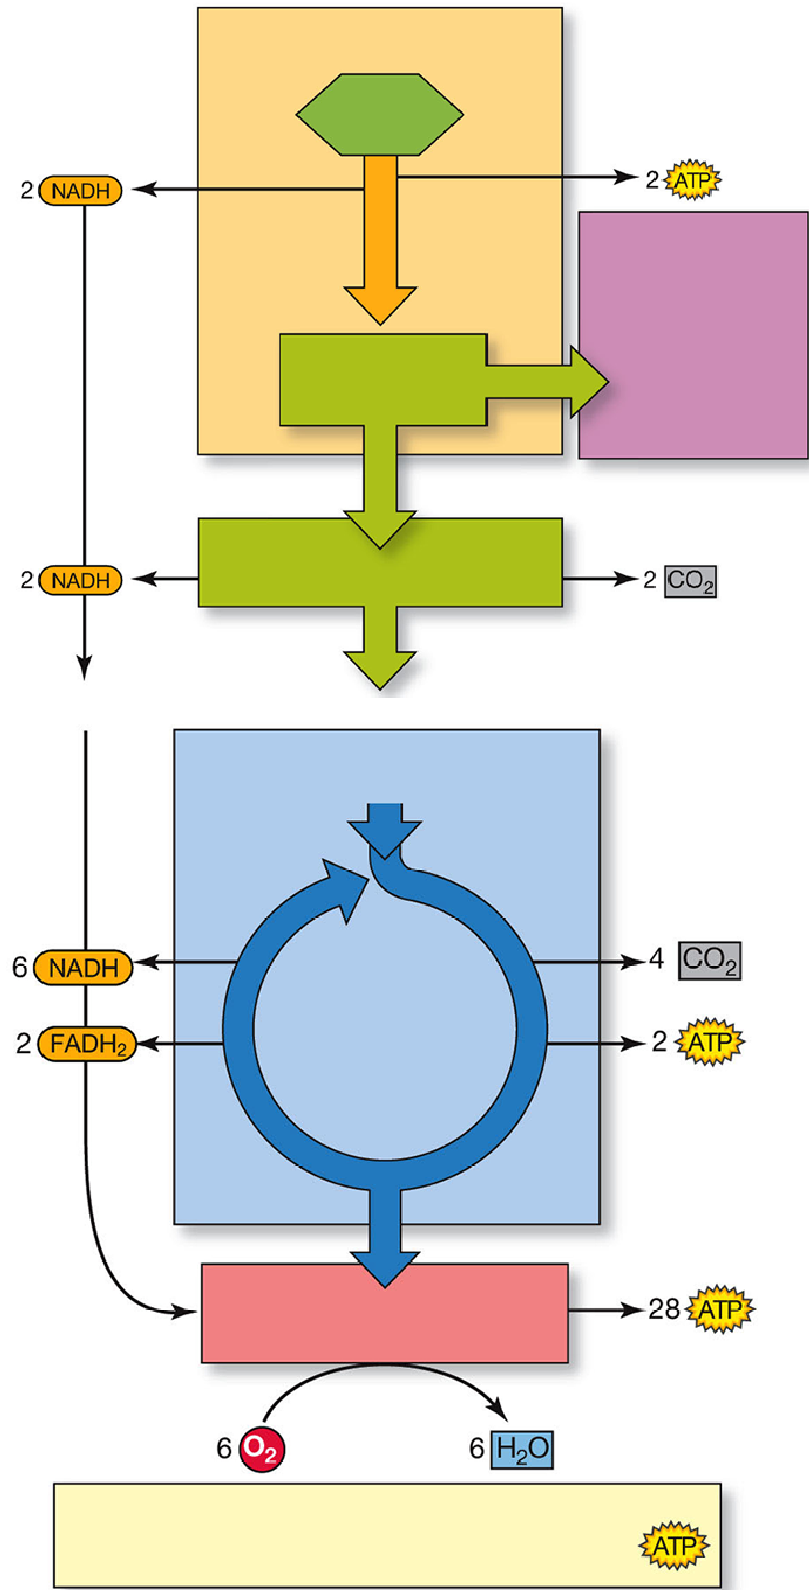 2 NADH
2 ATP
2 NADH
2 CO₂
6 NADH
4 CO₂
2 FADH₂
2 ATP
28 ATP
6 O₂
6 H₂O
ATP